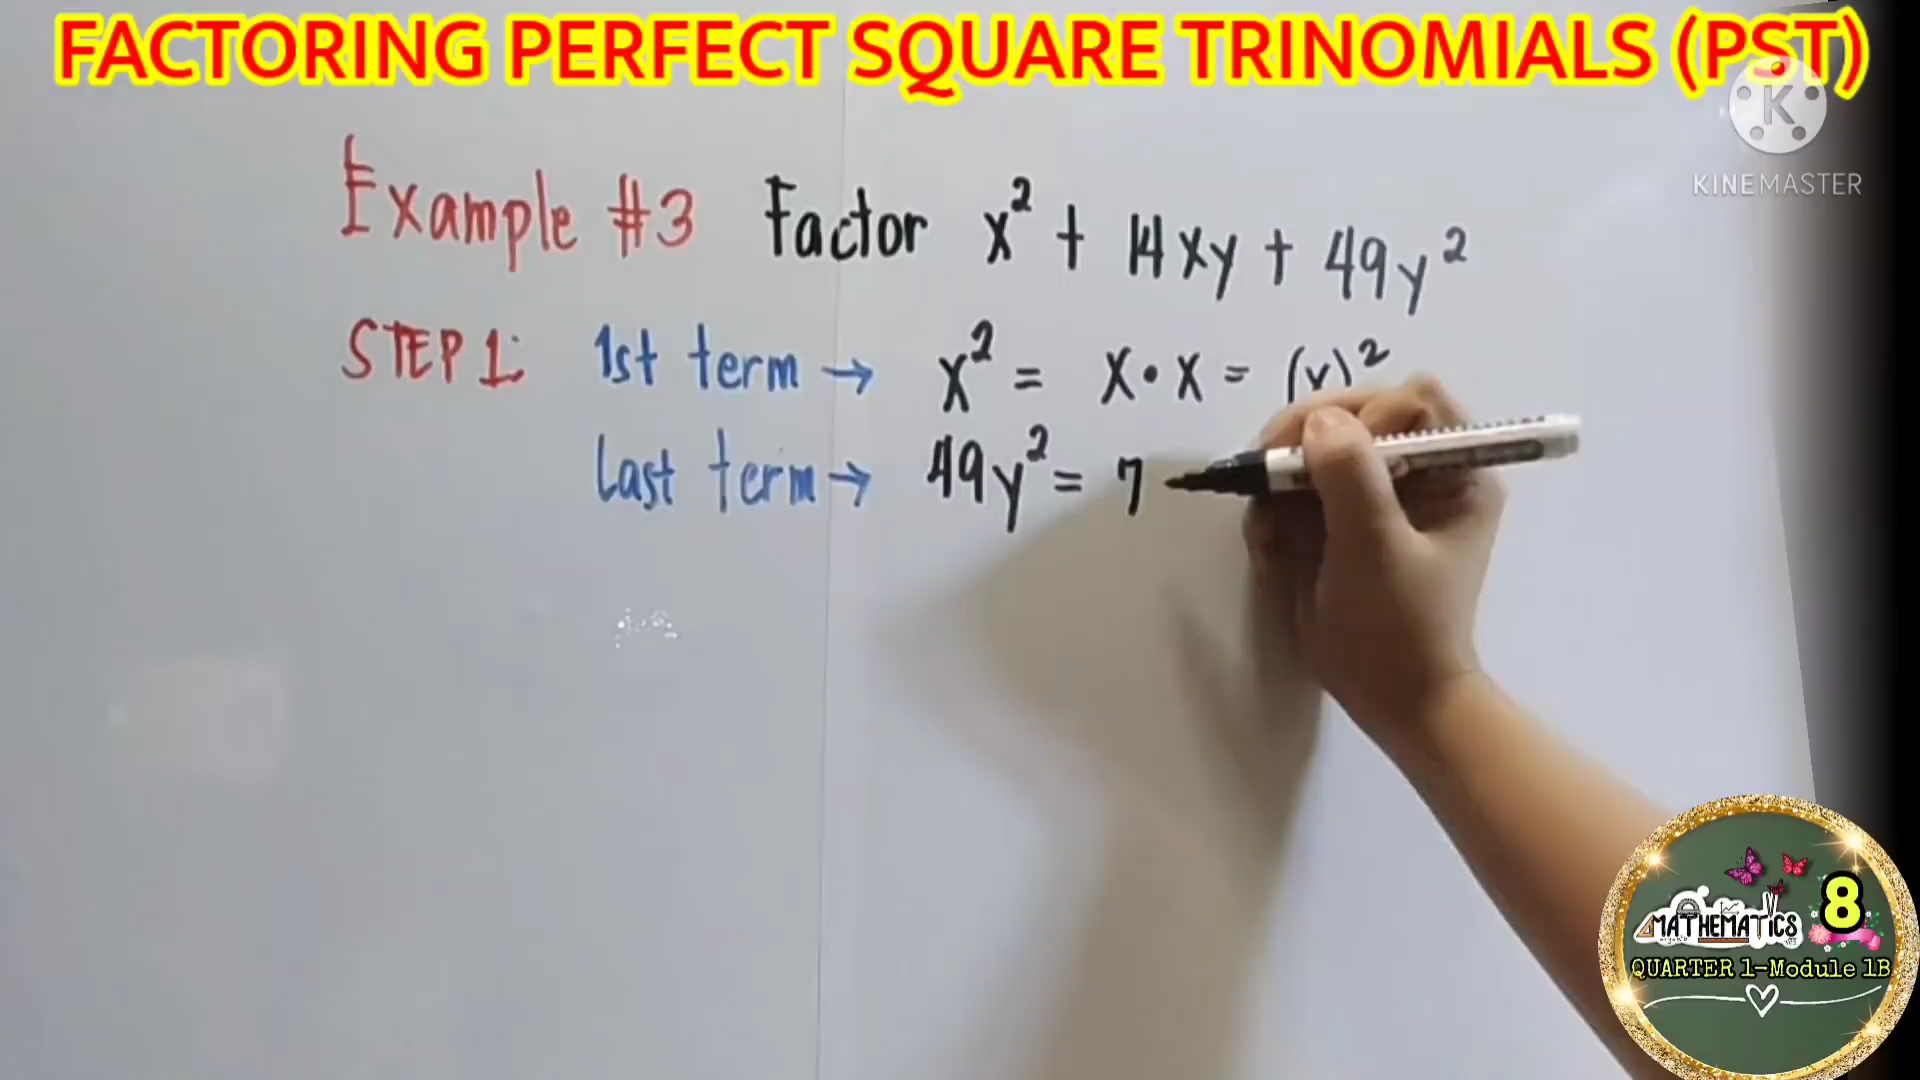 FACTORING PERFECT SQUARE TRINOMIALS (PST)
K
KINEMASTER
Example #3 Factor x² + 14xy + 49y²
STEP 1: 1st term → x² = x • x = (x)²
Last term → 49y² = 7
MATHEMATICS 8
QUARTER 1-Module 1B